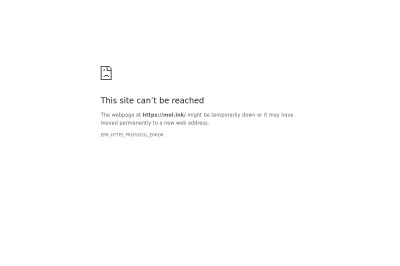 This site can't be reached
The webpage at https://mol.ink/ might be temporarily down or it may have
moved permanently to a new web address.
ERR_HTTP2_PROTOCOL_ERROR